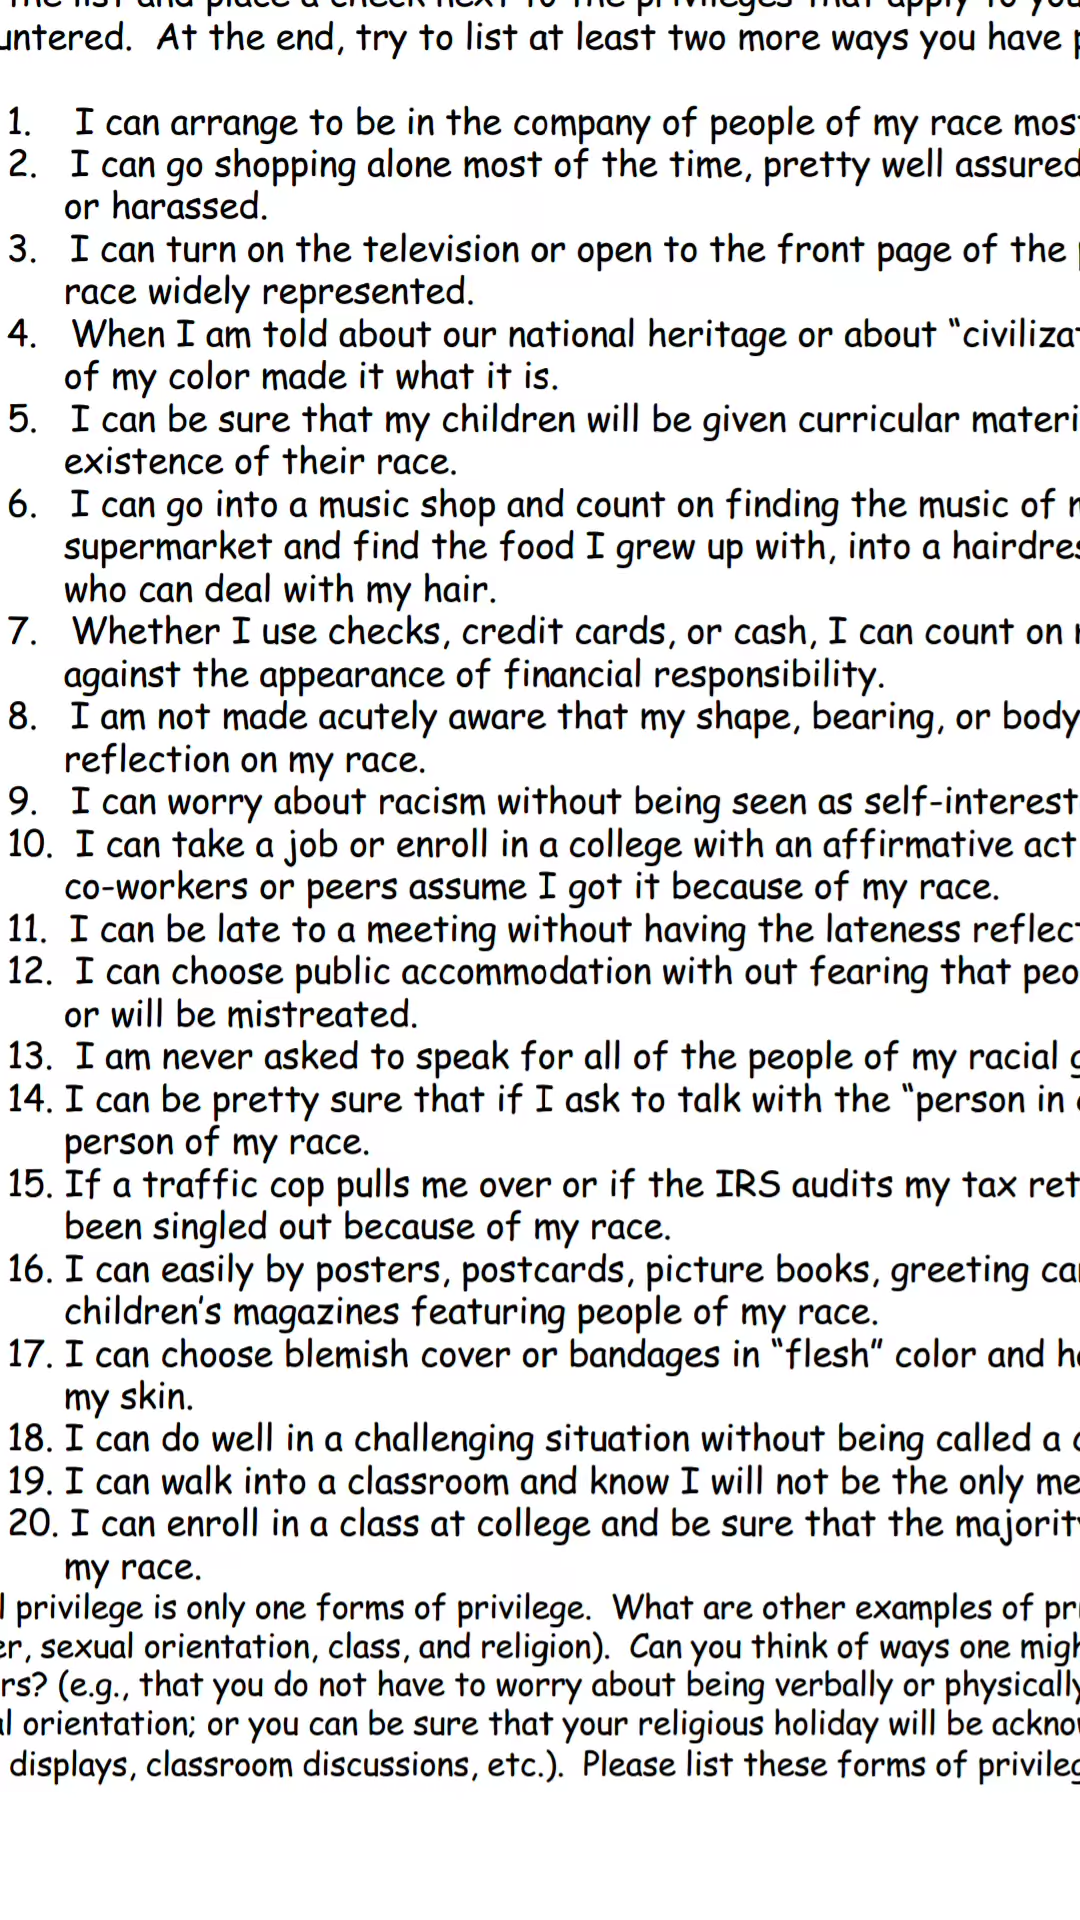 the list and place a check next to the privileges that apply to you
untered. At the end, try to list at least two more ways you have
1. I can arrange to be in the company of people of my race mos
2. I can go shopping alone most of the time, pretty well assured
or harassed.
3. I can turn on the television or open to the front page of the
race widely represented.
4. When I am told about our national heritage or about “civiliza
of my color made it what it is.
5. I can be sure that my children will be given curricular materi
existence of their race.
6. I can go into a music shop and count on finding the music of
supermarket and find the food I grew up with, into a hairdres
who can deal with my hair.
7. Whether I use checks, credit cards, or cash, I can count on
against the appearance of financial responsibility.
8. I am not made acutely aware that my shape, bearing, or body
reflection on my race.
9. I can worry about racism without being seen as self-interest
10. I can take a job or enroll in a college with an affirmative act
co-workers or peers assume I got it because of my race.
11. I can be late to a meeting without having the lateness reflec
12. I can choose public accommodation with out fearing that peo
or will be mistreated.
13. I am never asked to speak for all of the people of my racial
14. I can be pretty sure that if I ask to talk with the “person in
person of my race.
15. If a traffic cop pulls me over or if the IRS audits my tax ret
been singled out because of my race.
16. I can easily by posters, postcards, picture books, greeting ca
children’s magazines featuring people of my race.
17. I can choose blemish cover or bandages in “flesh” color and h
my skin.
18. I can do well in a challenging situation without being called a
19. I can walk into a classroom and know I will not be the only me
20. I can enroll in a class at college and be sure that the majorit
my race.
l privilege is only one forms of privilege. What are other examples of pr
er, sexual orientation, class, and religion). Can you think of ways one migh
rs? (e.g., that you do not have to worry about being verbally or physically
l orientation; or you can be sure that your religious holiday will be ackno
displays, classroom discussions, etc.). Please list these forms of privileg